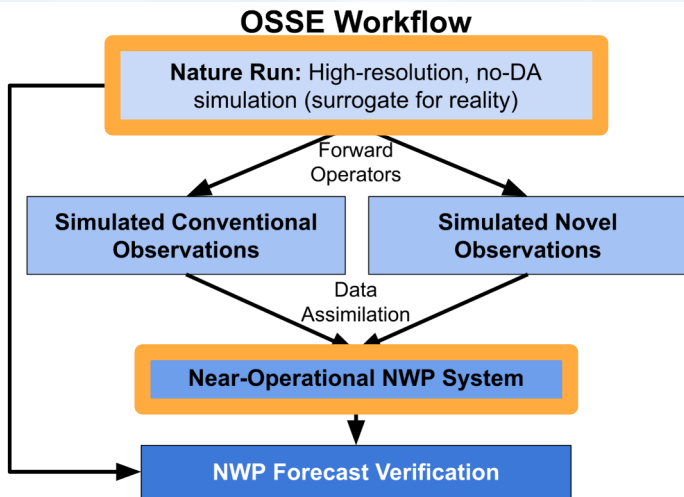 OSSE Workflow
Nature Run: High-resolution, no-DA
simulation (surrogate for reality)
Forward
Operators
Simulated Conventional
Observations
Simulated Novel
Observations
Data
Assimilation
Near-Operational NWP System
NWP Forecast Verification